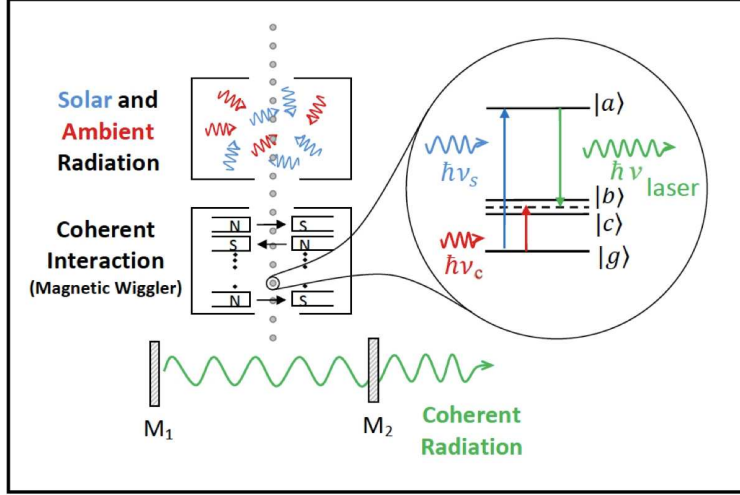 Solar and
Ambient
Radiation
Coherent
Interaction
(Magnetic Wiggler)
N S
S N
N S
|a⟩
ħν_s
ħν laser
|b⟩
|c⟩
ħν_c
|g⟩
M₁
M₂
Coherent
Radiation